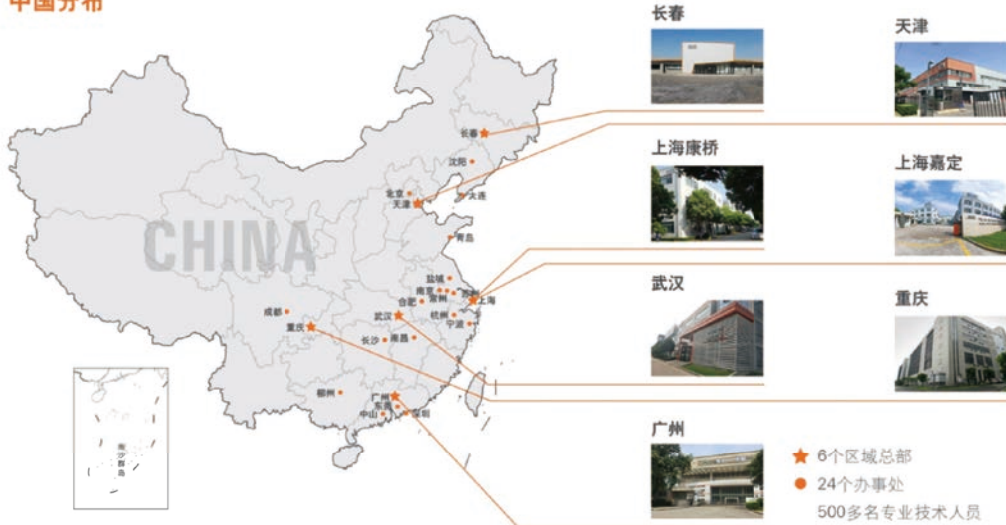 中国分布
长春
天津
上海康桥
上海嘉定
武汉
重庆
广州
CHINA
长春
沈阳
北京
天津
大连
青岛
盐城
南京
常州
苏州
上海
合肥
武汉
杭州
宁波
成都
重庆
长沙
南昌
柳州
广州
东莞
中山
深圳
南沙群岛
6个区域总部
24个办事处
500多名专业技术人员